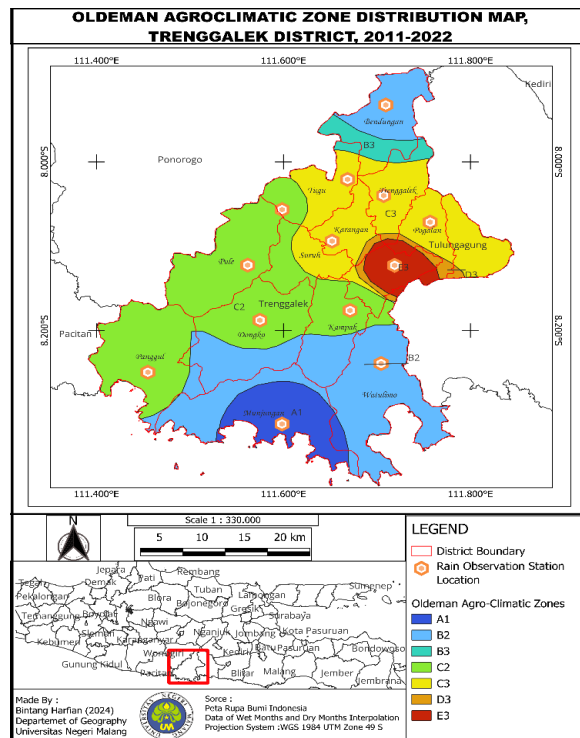 OLDEMAN AGROCLIMATIC ZONE DISTRIBUTION MAP,
TRENGGALEK DISTRICT, 2011-2022
111.400°E 111.600°E 111.800°E
Kediri
Bendungan
8.000°S 8.000°S
B3
Ponorogo
Tugu Trenggalek
C3
Karangan Pogalan
Tulungagung
Suruh
Pule E3
D3
C2 Trenggalek
8.200°S 8.200°S
Pacitan Dongko Kampak
Panggul B2
Watulimo
Munjungan A1
111.400°E 111.600°E 111.800°E
N
Scale 1 : 330.000
5 10 15 20 km
LEGEND
District Boundary
Rain Observation Station
Location
Oldeman Agro-Climatic Zones
A1
B2
B3
C2
C3
D3
E3
Jepara Rembang
Tegal Demak Pati Tuban Sumenep
Pekalongan Blora Lamongan
Bojonegoro Gresik
Temanggung Boyolali Ngawi Surabaya
Sleman Nganjuk Jombang Kota Pasuruan
Kebumen Karanganyar
Wonogiri Kediri Batu Pasuruan Bondowoso
Gunung Kidul
Pacitan Blitar Malang Jember
Jembrana
Made By :
Bintang Harfian (2024)
Departemet of Geography
Universitas Negeri Malang
UNIVERSITAS NEGERI MALANG
UM
Sorce :
Peta Rupa Bumi Indonesia
Data of Wet Months and Dry Months Interpolation
Projection System :WGS 1984 UTM Zone 49 S